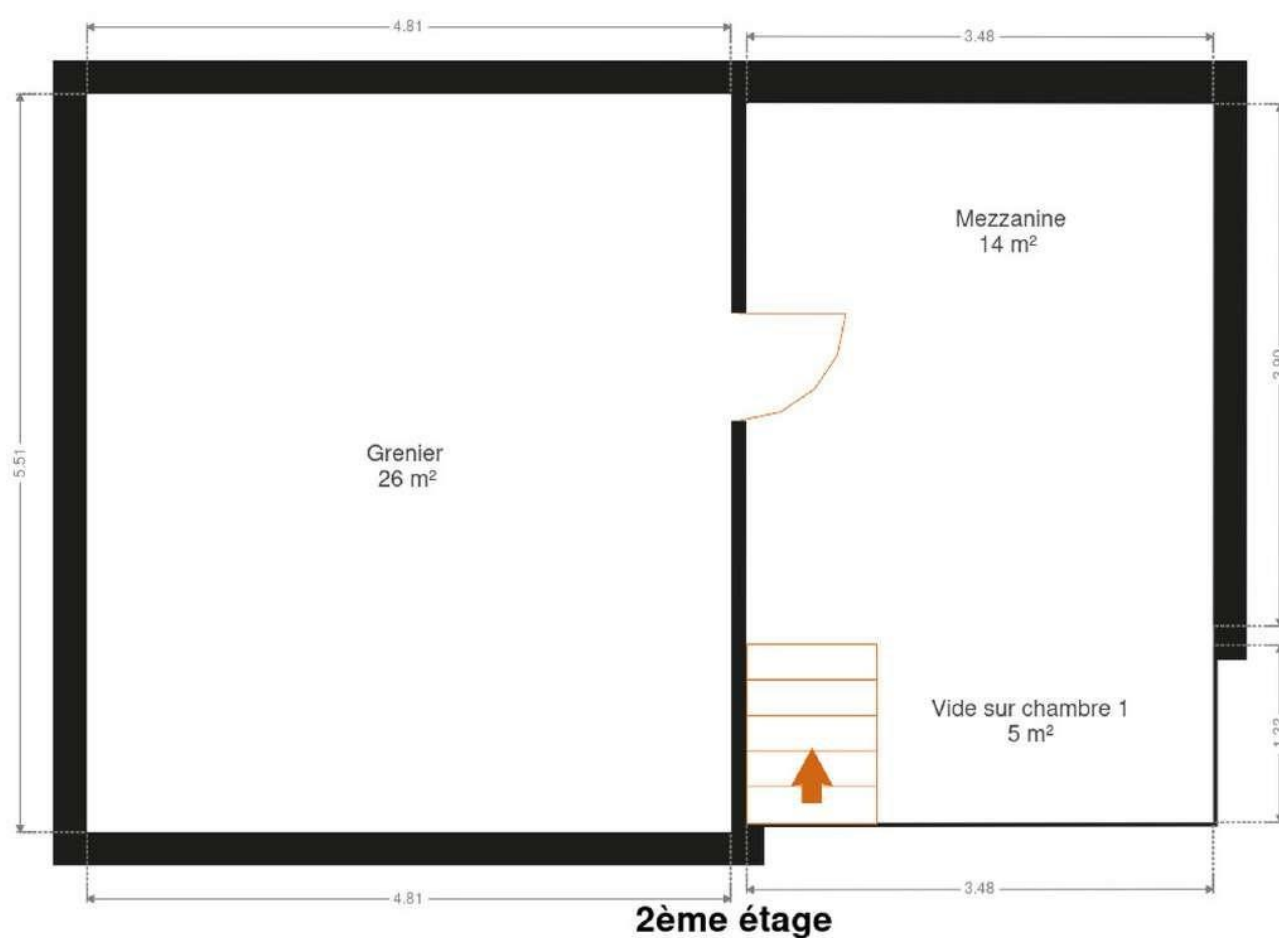 4.81
3.48
Mezzanine
14 m²
Grenier
26 m²
5.51
Vide sur chambre 1
5 m²
4.81
3.48
2ème étage